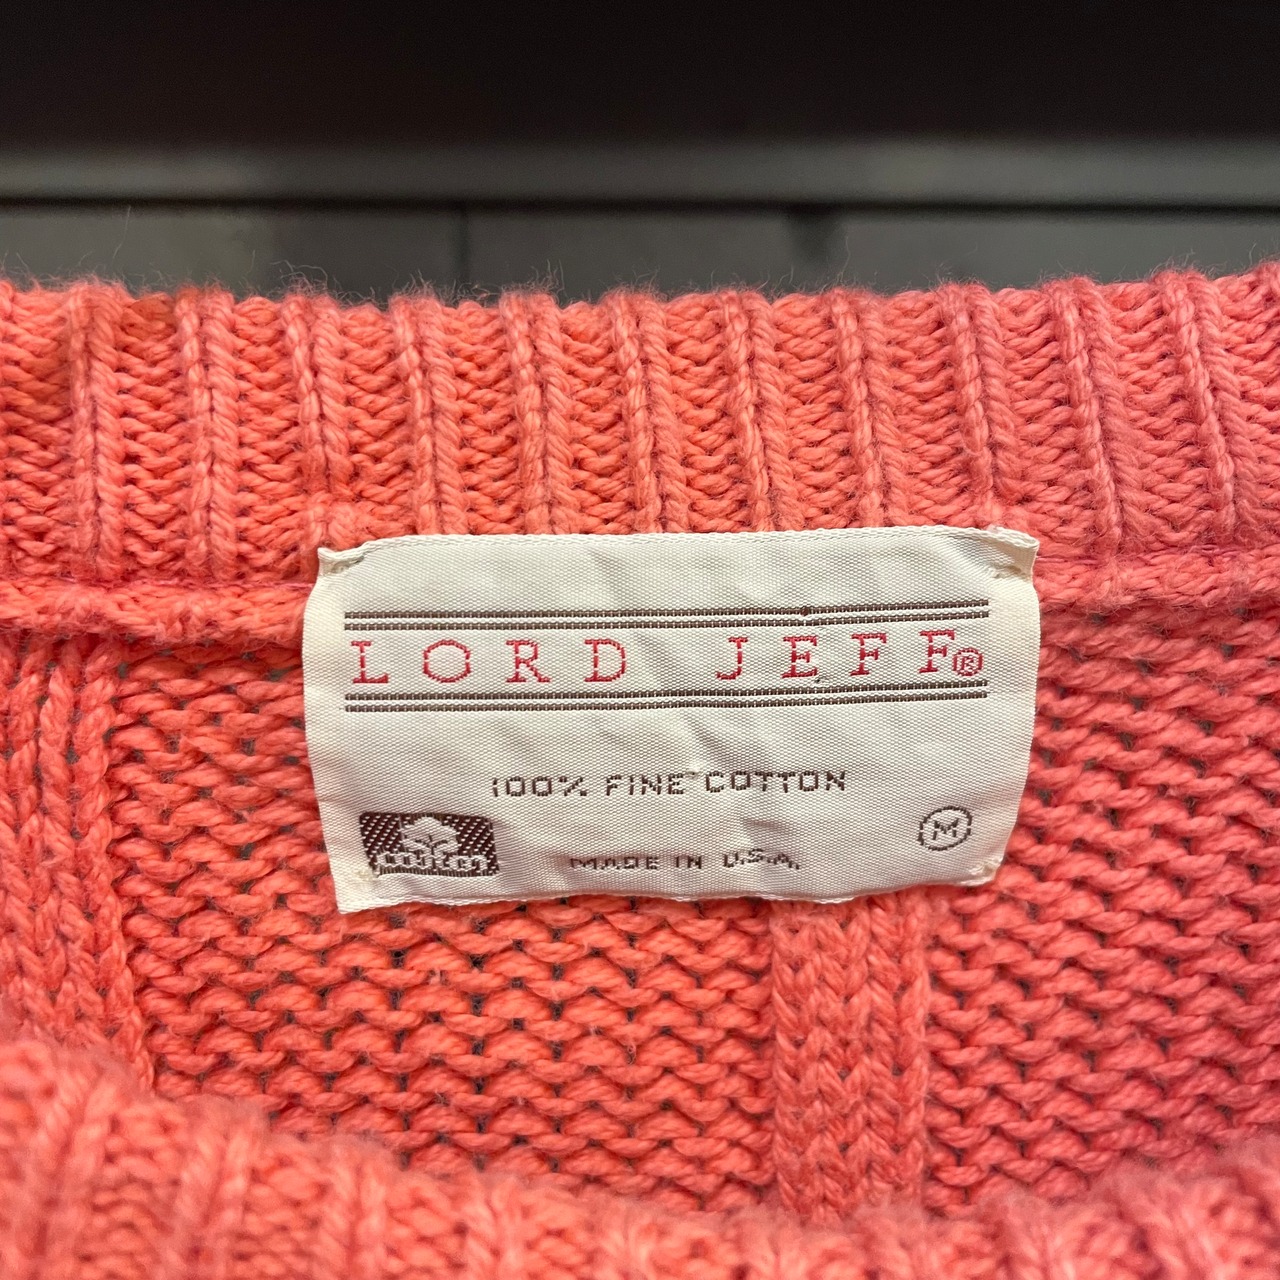 LORD JEFF®
100% FINE COTTON
M
MADE IN U.S.A.